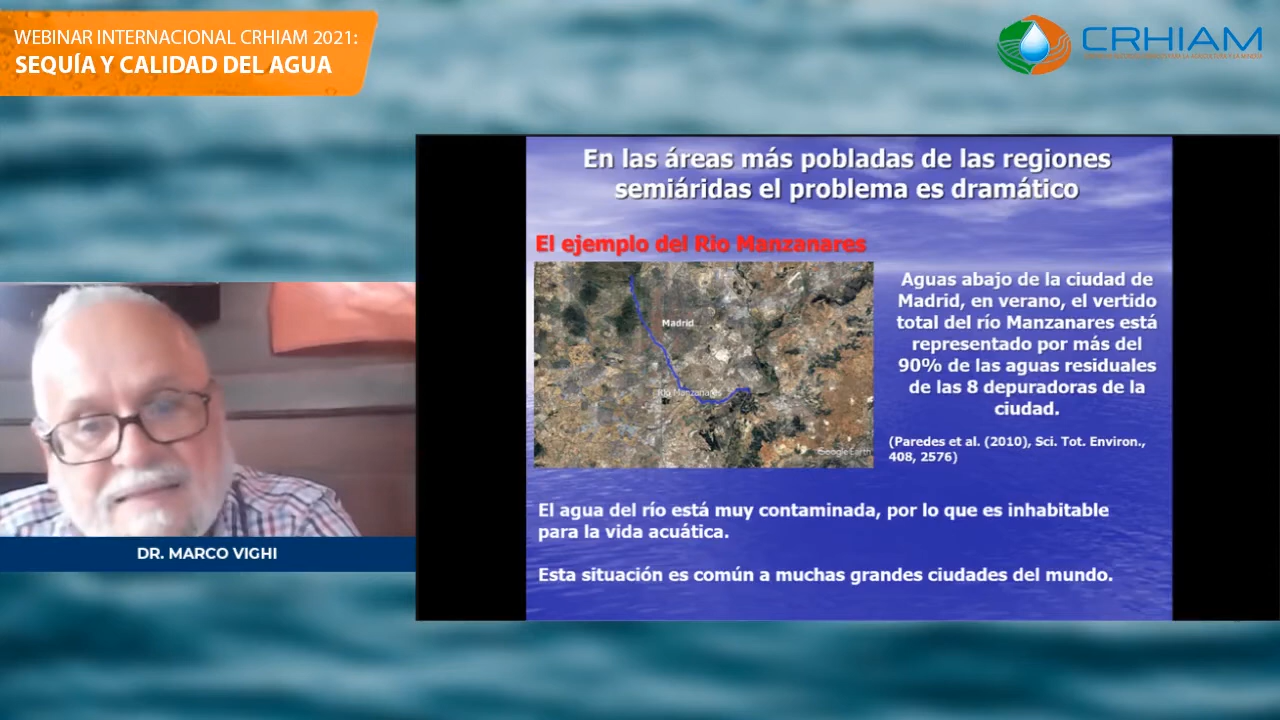 WEBINAR INTERNACIONAL CRHIAM 2021:
SEQUÍA Y CALIDAD DEL AGUA
CRHIAM
En las áreas más pobladas de las regiones
semiáridas el problema es dramático
El ejemplo del Rio Manzanares
Madrid
Río Manzanares
Google Earth
Aguas abajo de la ciudad de
Madrid, en verano, el vertido
total del río Manzanares está
representado por más del
90% de las aguas residuales
de las 8 depuradoras de la
ciudad.
(Paredes et al. (2010), Sci. Tot. Environ.,
408, 2576)
El agua del río está muy contaminada, por lo que es inhabitable
para la vida acuática.
Esta situación es común a muchas grandes ciudades del mundo.
DR. MARCO VIGHI